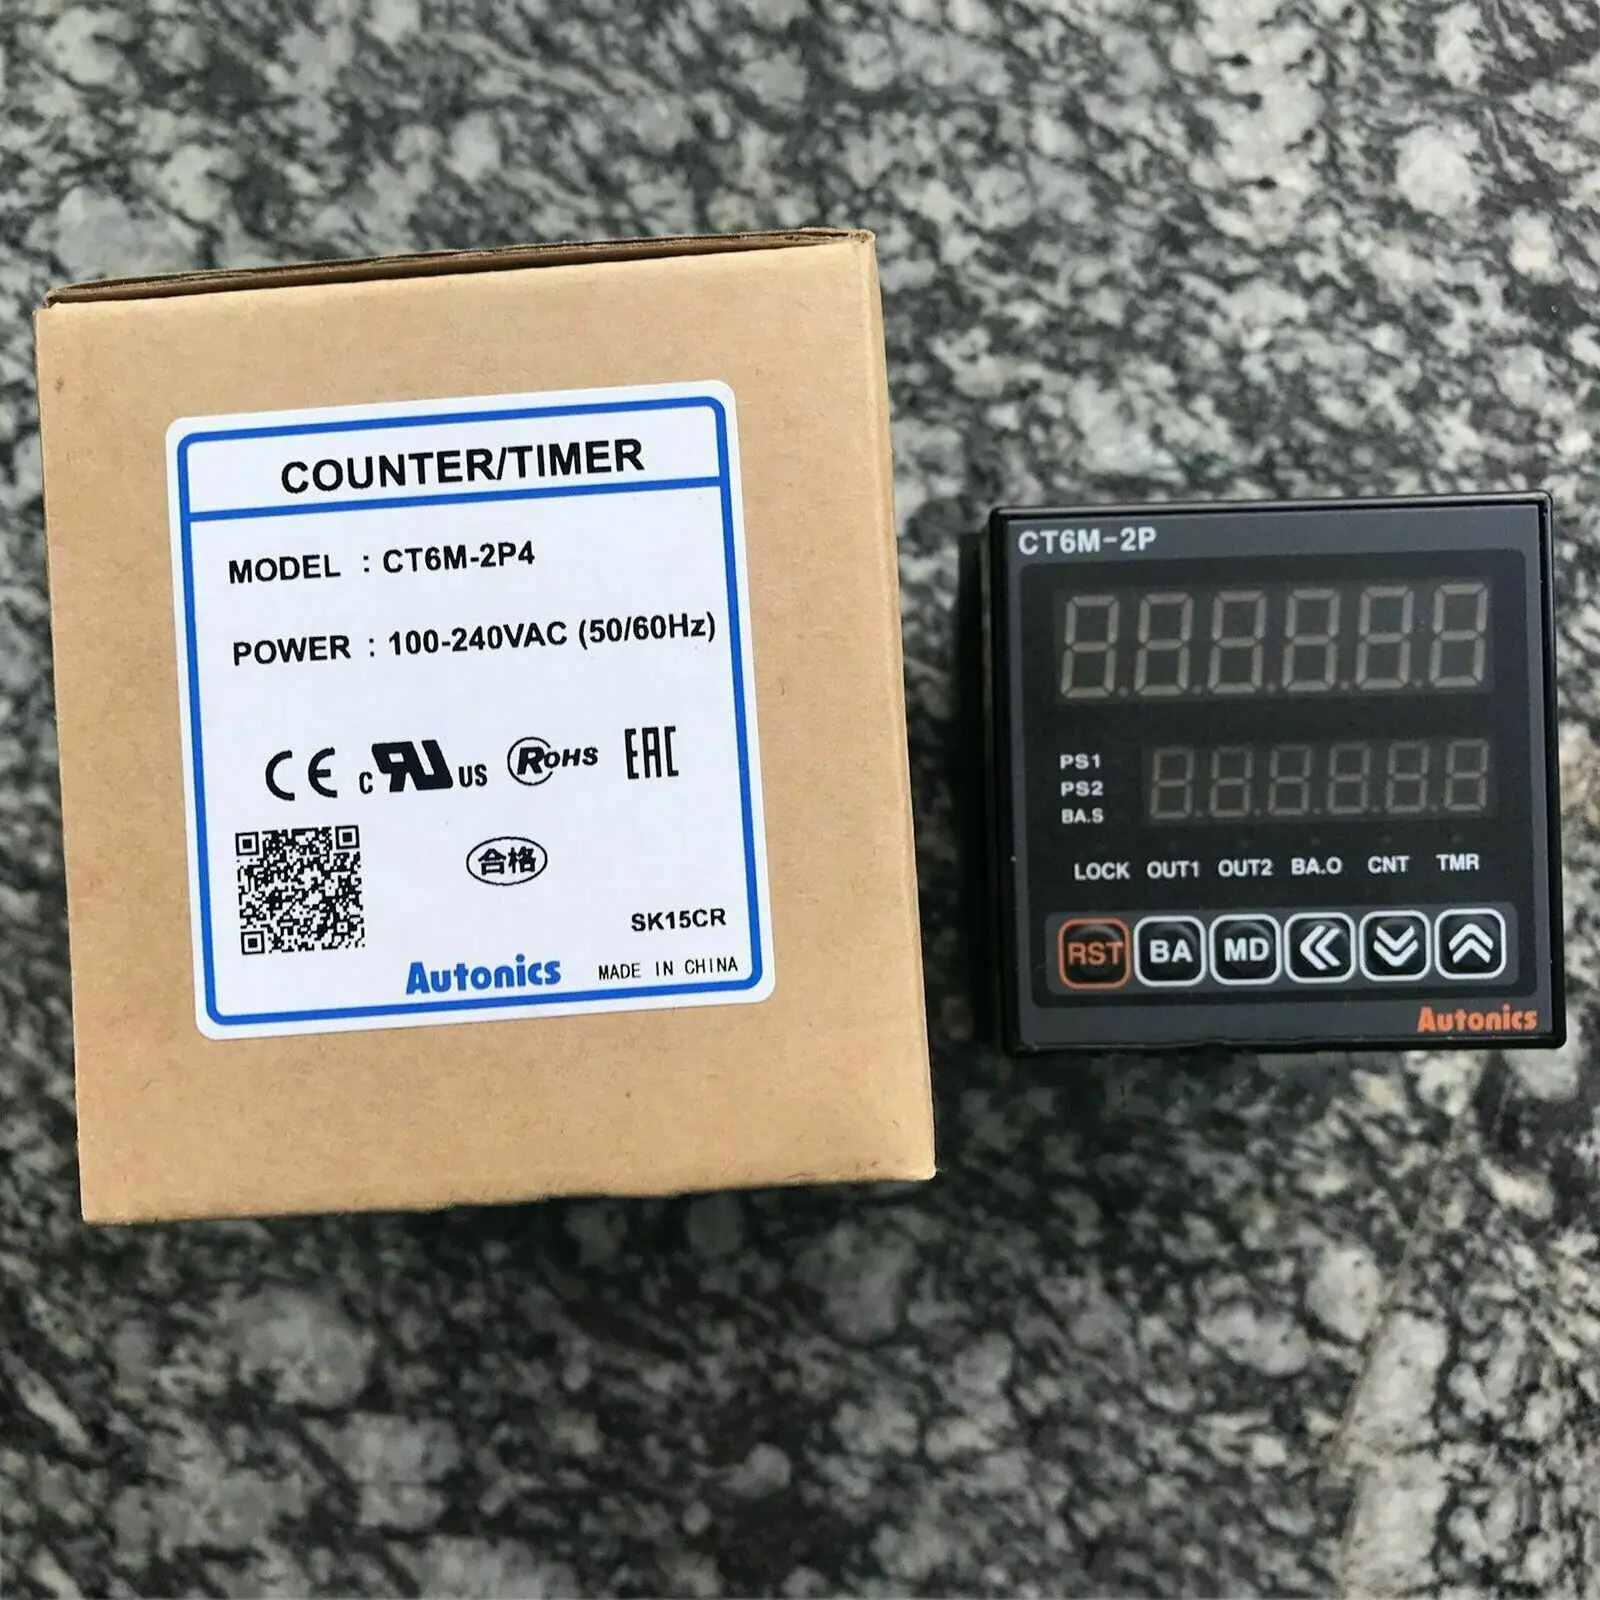 COUNTER/TIMER
MODEL : CT6M-2P4
POWER : 100-240VAC (50/60Hz)
CE c RU US RoHS EAC
合格
SK15CR
Autonics MADE IN CHINA
CT6M-2P
PS1
PS2
BA.S
LOCK OUT1 OUT2 BA.O CNT TMR
RST BA MD
Autonics